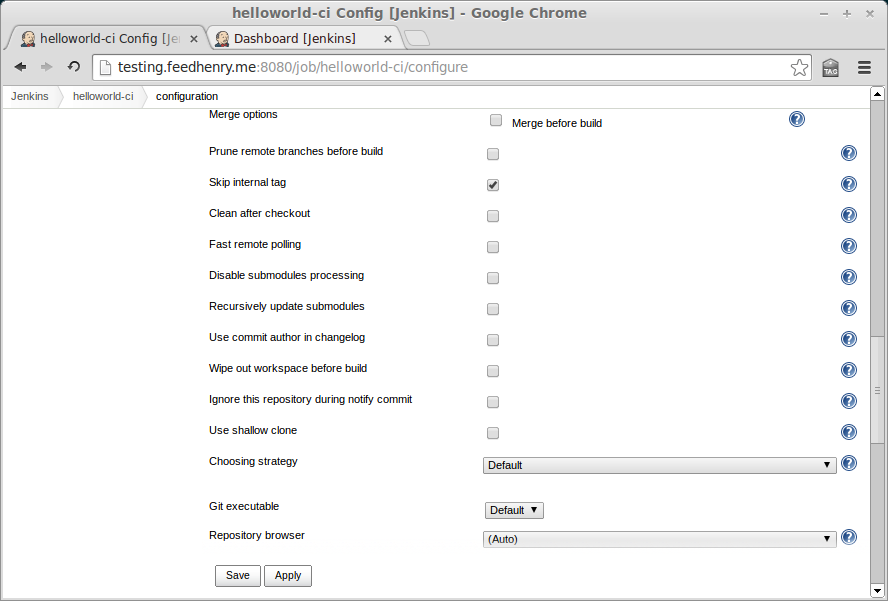 helloworld-ci Config [Jenkins] - Google Chrome
helloworld-ci Config [Je
Dashboard [Jenkins]
testing.feedhenry.me:8080/job/helloworld-ci/configure
TAG
Jenkins helloworld-ci configuration
Merge options
Merge before build
Prune remote branches before build
Skip internal tag
Clean after checkout
Fast remote polling
Disable submodules processing
Recursively update submodules
Use commit author in changelog
Wipe out workspace before build
Ignore this repository during notify commit
Use shallow clone
Choosing strategy
Default
Git executable
Default
Repository browser
(Auto)
Save Apply